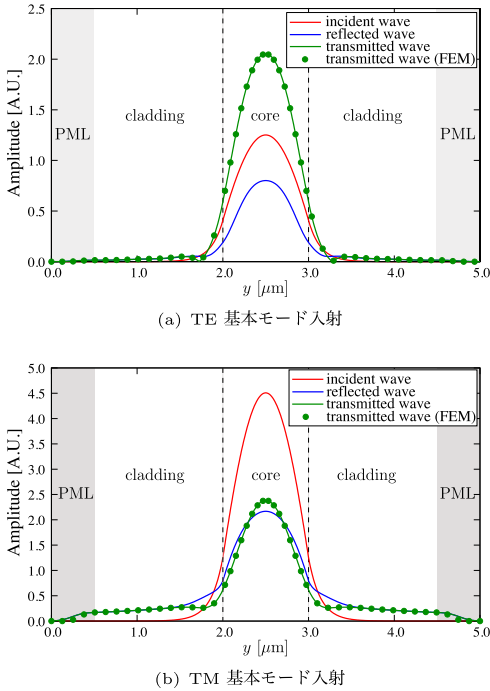 2.5
2.0
1.5
1.0
0.5
0.0
Amplitude [A.U.]
incident wave
reflected wave
transmitted wave
transmitted wave (FEM)
PML
cladding
core
cladding
PML
0.0 1.0 2.0 3.0 4.0 5.0
y [μm]
(a) TE 基本モード入射
5.0
4.5
4.0
3.5
3.0
2.5
2.0
1.5
1.0
0.5
0.0
Amplitude [A.U.]
incident wave
reflected wave
transmitted wave
transmitted wave (FEM)
PML
cladding
core
cladding
PML
0.0 1.0 2.0 3.0 4.0 5.0
y [μm]
(b) TM 基本モード入射